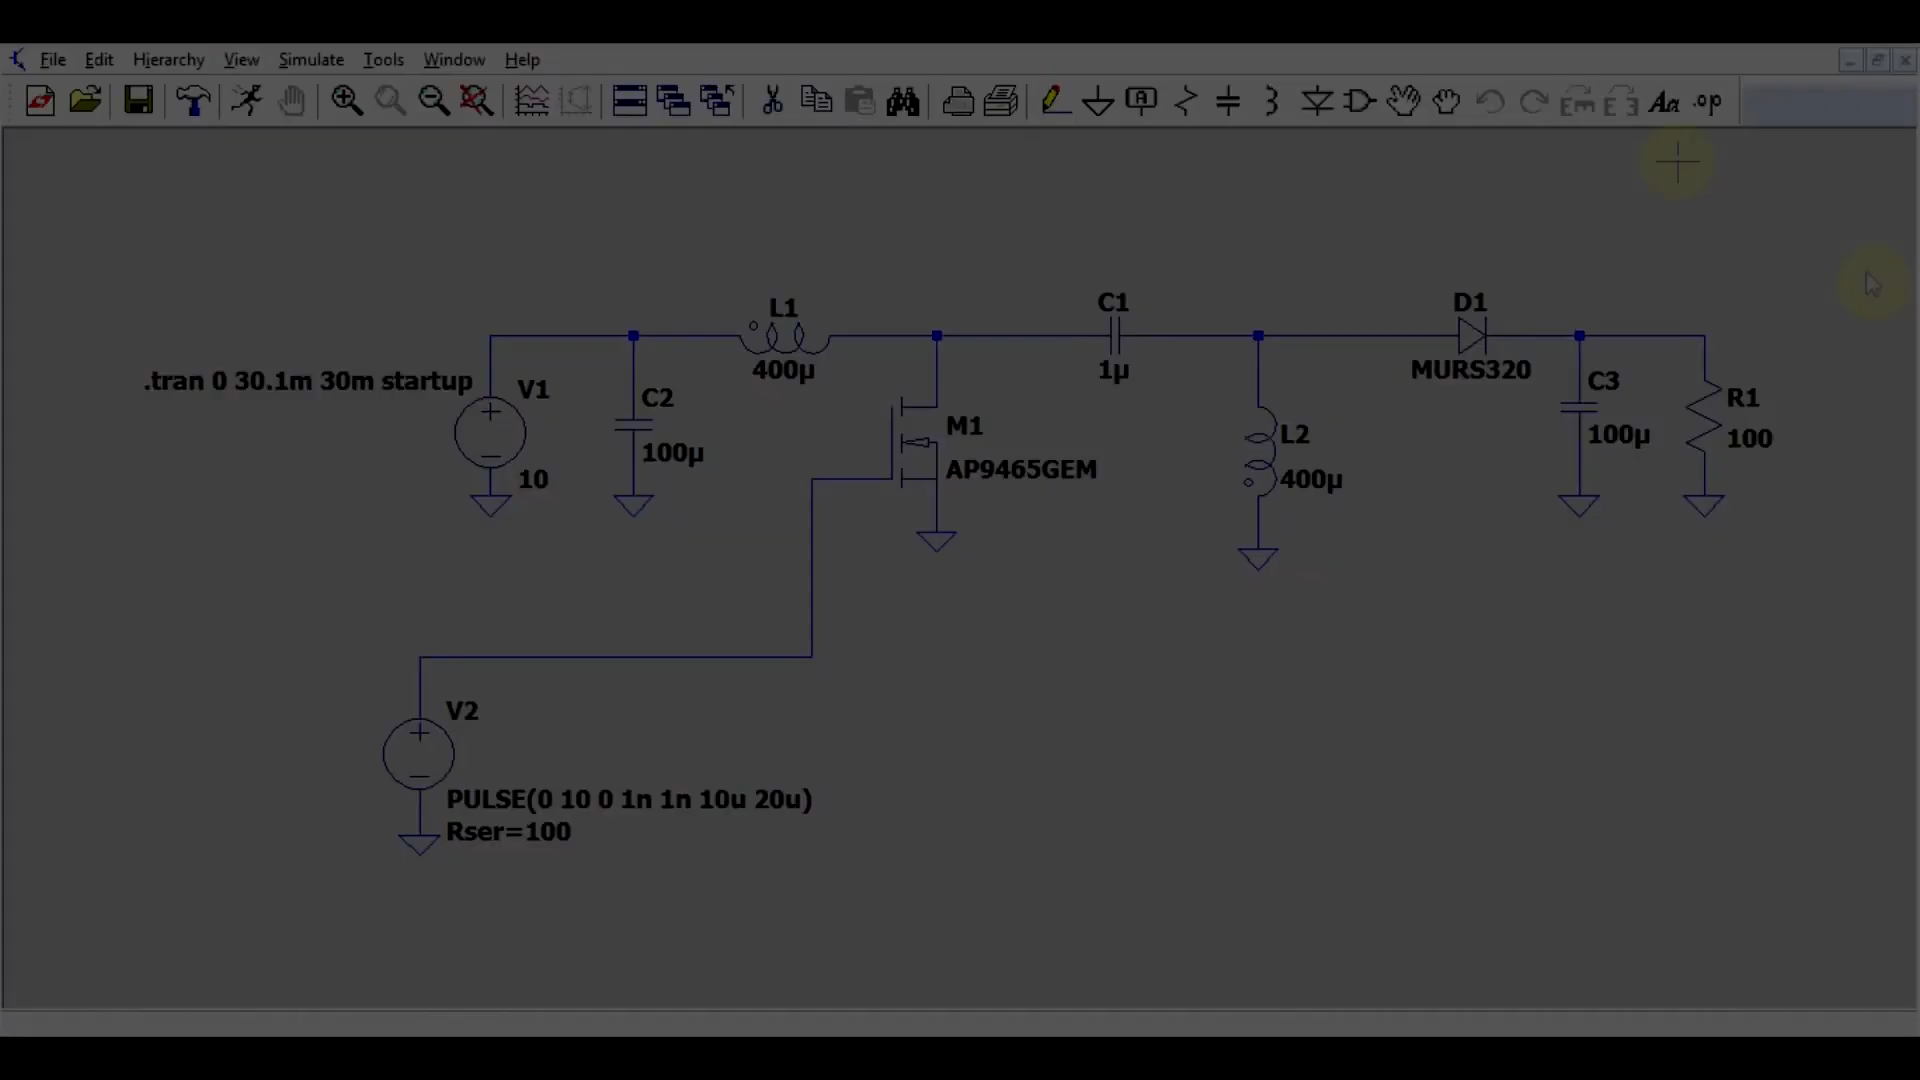 File Edit Hierarchy View Simulate Tools Window Help
A Aa .op
L1
C1
D1
400µ
1µ
MURS320
.tran 0 30.1m 30m startup
V1
C2
M1
C3
R1
100µ
AP9465GEM
L2
100µ
100
10
400µ
V2
PULSE(0 10 0 1n 1n 10u 20u)
Rser=100